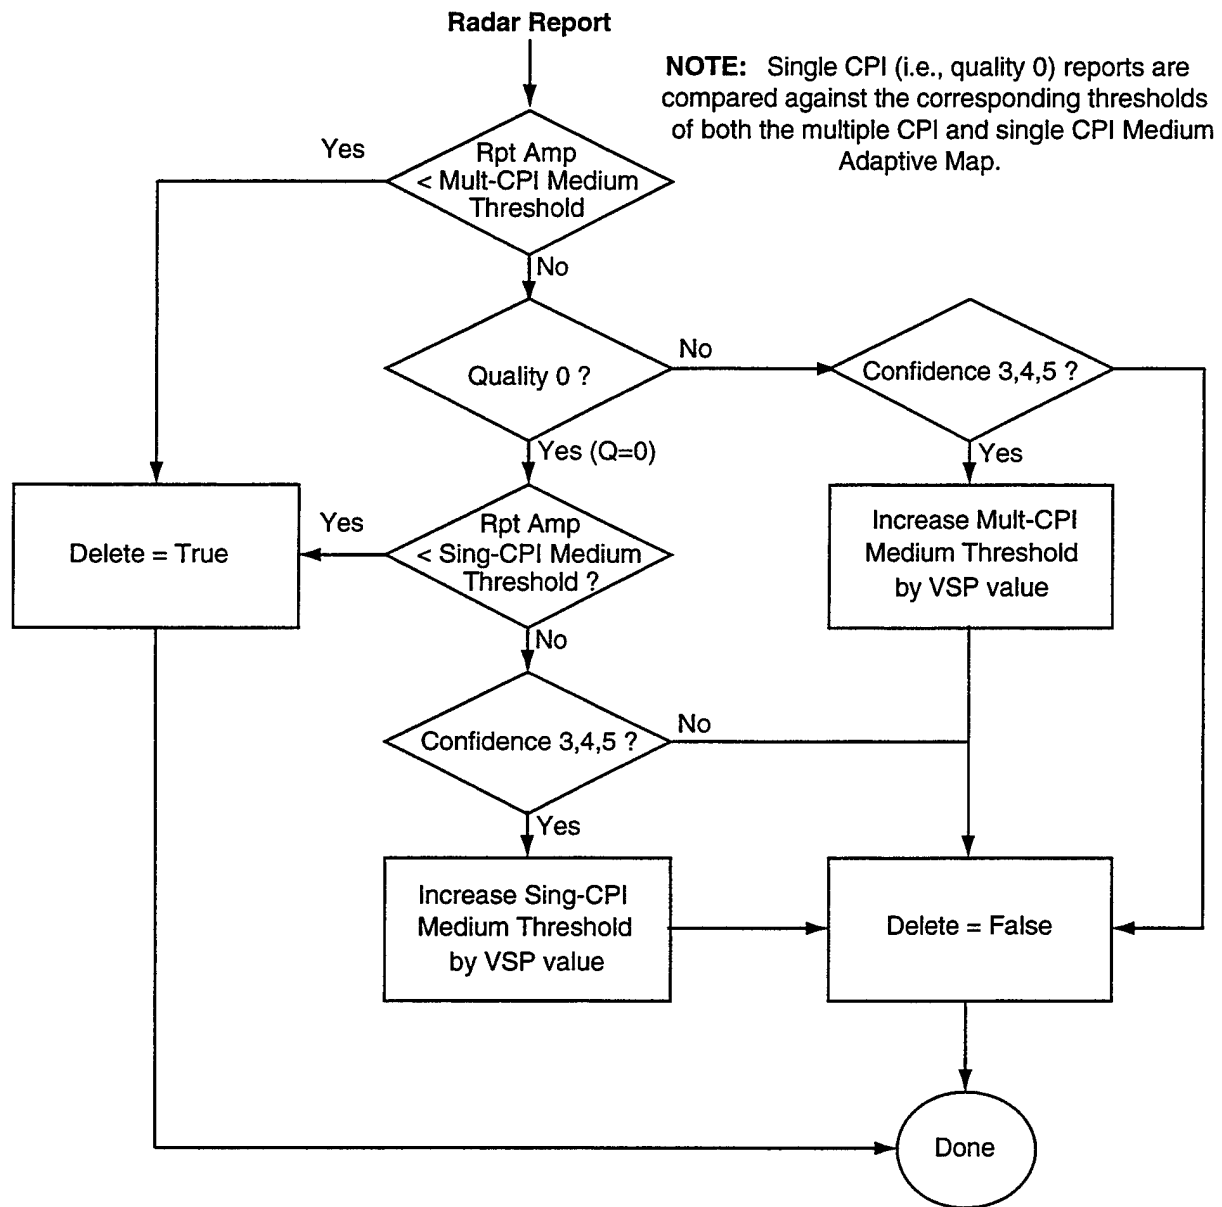 Radar Report
NOTE: Single CPI (i.e., quality 0) reports are
compared against the corresponding thresholds
of both the multiple CPI and single CPI Medium
Adaptive Map.
Yes
Rpt Amp
< Mult-CPI Medium
Threshold
No
Quality 0 ?
No
Confidence 3,4,5 ?
Yes (Q=0)
Yes
Delete = True
Yes
Rpt Amp
< Sing-CPI Medium
Threshold ?
Increase Mult-CPI
Medium Threshold
by VSP value
No
Confidence 3,4,5 ?
No
Yes
Increase Sing-CPI
Medium Threshold
by VSP value
Delete = False
Done